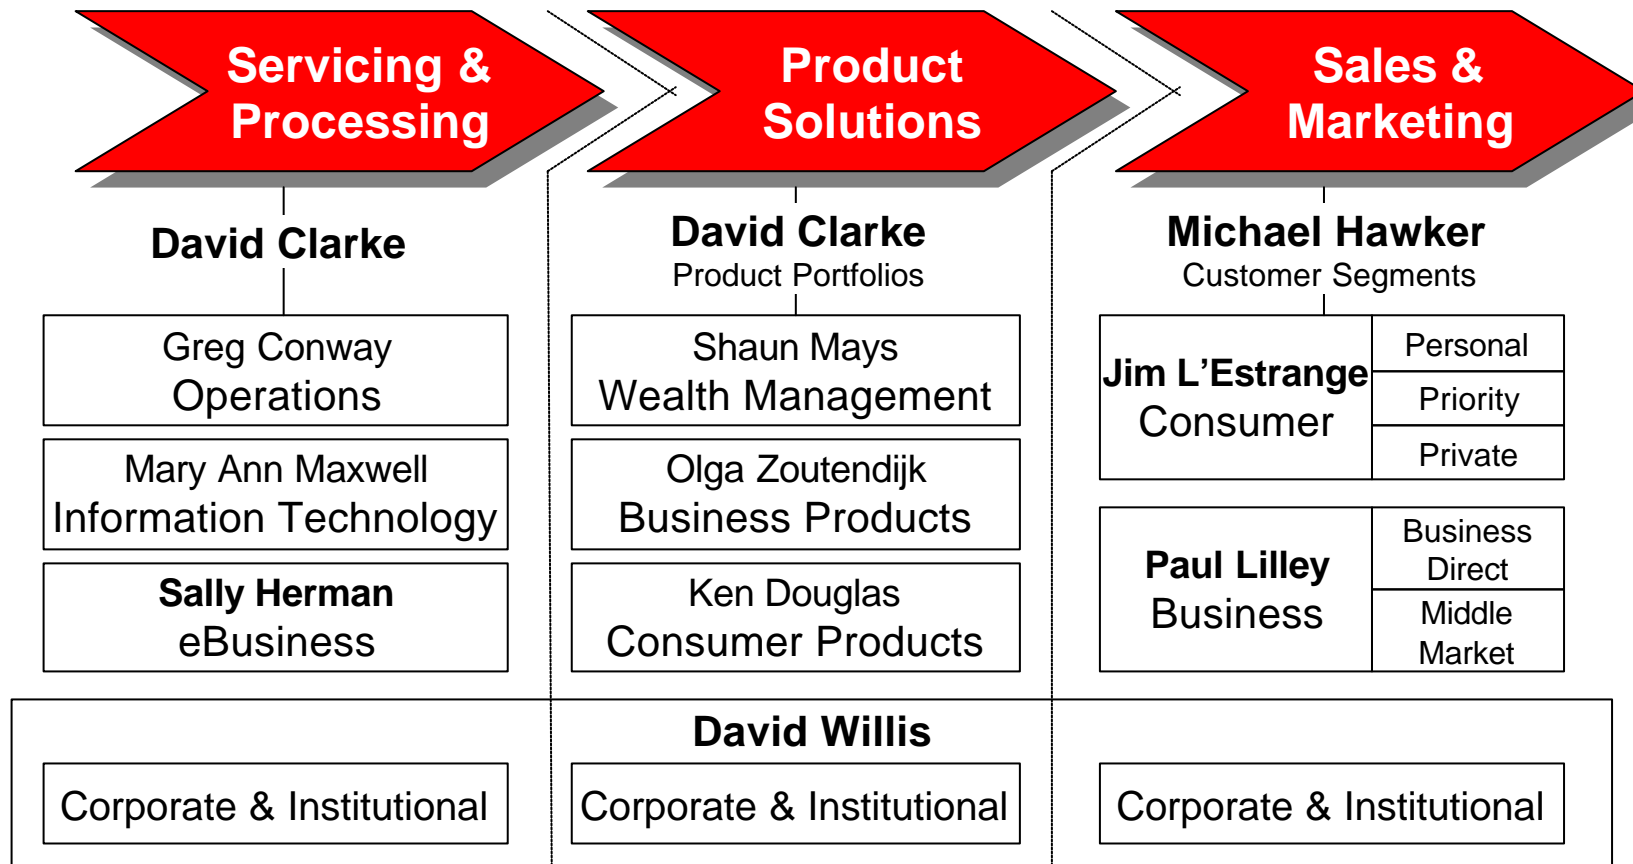 Servicing &
Processing
Product
Solutions
Sales &
Marketing
David Clarke
David Clarke
Product Portfolios
Michael Hawker
Customer Segments
Greg Conway
Operations
Mary Ann Maxwell
Information Technology
Sally Herman
eBusiness
Shaun Mays
Wealth Management
Olga Zoutendijk
Business Products
Ken Douglas
Consumer Products
Jim L’Estrange
Consumer
Personal
Priority
Private
Paul Lilley
Business
Business
Direct
Middle
Market
David Willis
Corporate & Institutional
Corporate & Institutional
Corporate & Institutional